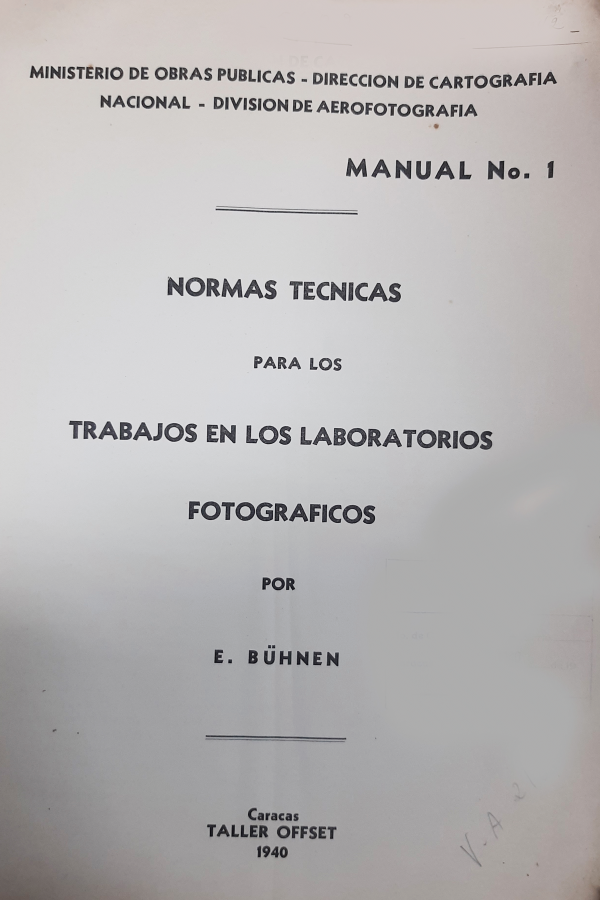 MINISTERIO DE OBRAS PUBLICAS - DIRECCION DE CARTOGRAFIA
NACIONAL - DIVISION DE AEROFOTOGRAFIA
MANUAL No. 1
NORMAS TECNICAS
PARA LOS
TRABAJOS EN LOS LABORATORIOS
FOTOGRAFICOS
POR
E. BÜHNEN
Caracas
TALLER OFFSET
1940
V-A 2